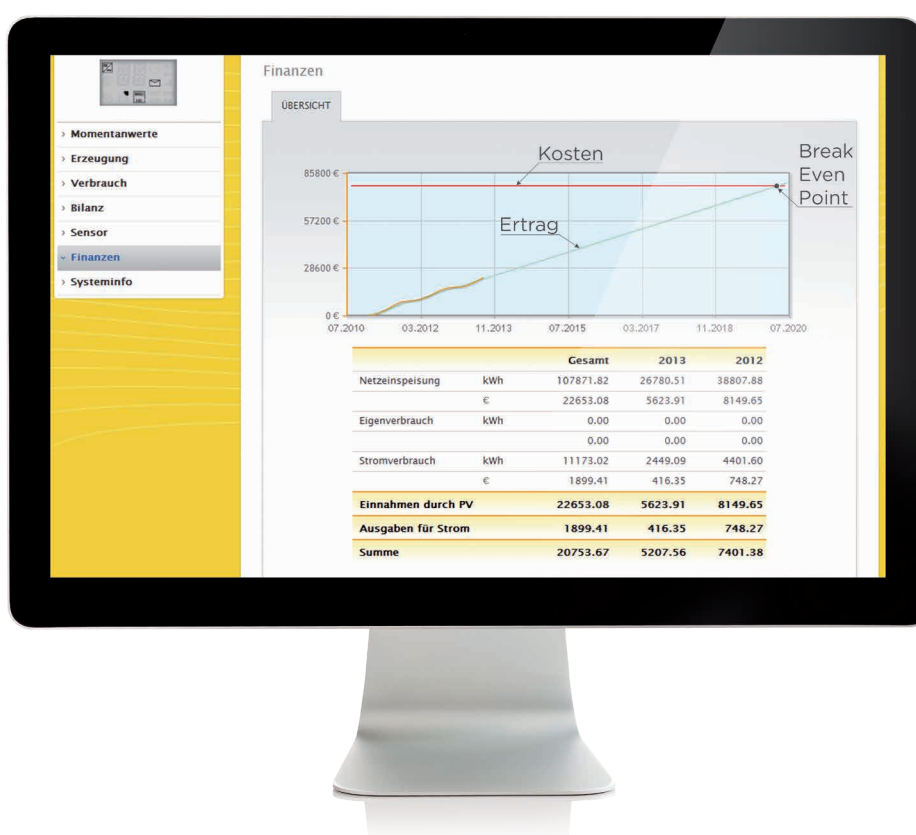 Finanzen
ÜBERSICHT
› Momentanwerte
› Erzeugung
› Verbrauch
› Bilanz
› Sensor
Finanzen
› Systeminfo
Kosten
Break
Even
Point
Ertrag
85800 €
57200 €
28600 €
0 €
07.2010 03.2012 11.2013 07.2015 03.2017 11.2018 07.2020
Gesamt 2013 2012
Netzeinspeisung kWh 107871.82 26780.51 38807.88
€ 22653.08 5623.91 8149.65
Eigenverbrauch kWh 0.00 0.00 0.00
0.00 0.00 0.00
Stromverbrauch kWh 11173.02 2449.09 4401.60
€ 1899.41 416.35 748.27
Einnahmen durch PV 22653.08 5623.91 8149.65
Ausgaben für Strom 1899.41 416.35 748.27
Summe 20753.67 5207.56 7401.38